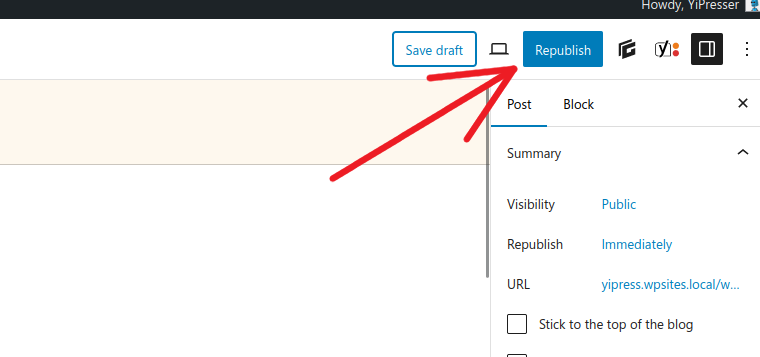 Howdy, YiPresser
Save draft
Republish
Post
Block
Summary
Visibility
Public
Republish
Immediately
URL
yipress.wpsites.local/w...
Stick to the top of the blog